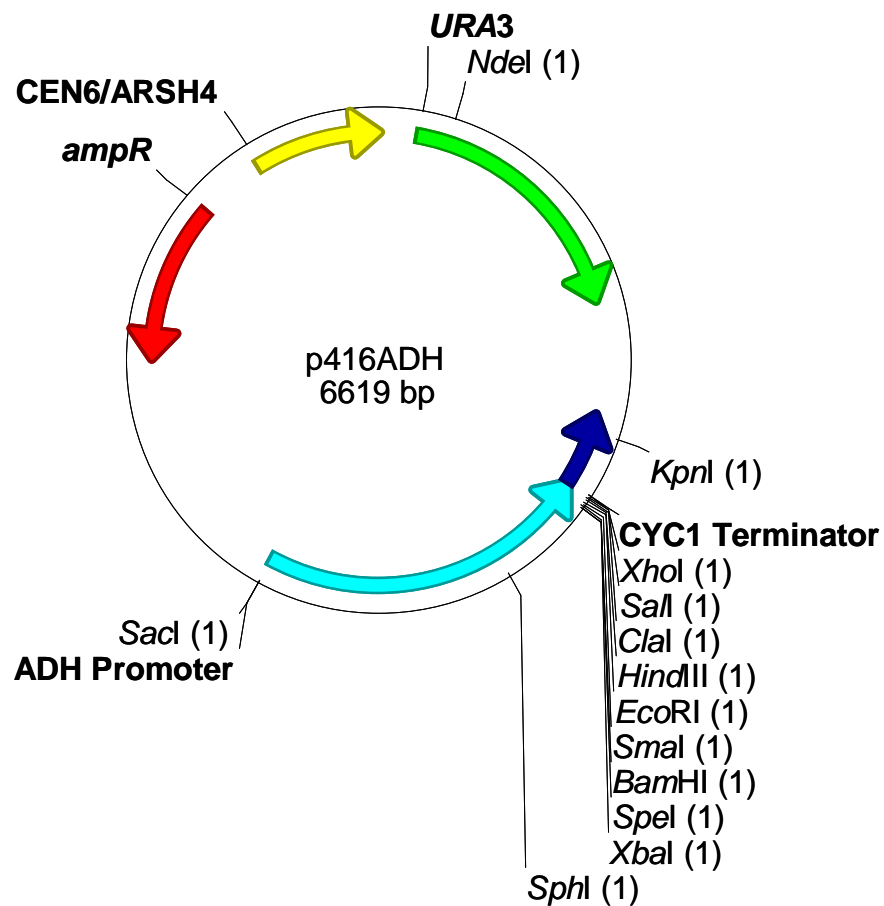 URA3
NdeI (1)
CEN6/ARSH4
ampR
p416ADH
6619 bp
KpnI (1)
CYC1 Terminator
XhoI (1)
SalI (1)
ClaI (1)
HindIII (1)
EcoRI (1)
SmaI (1)
BamHI (1)
SpeI (1)
XbaI (1)
SphI (1)
SacI (1)
ADH Promoter